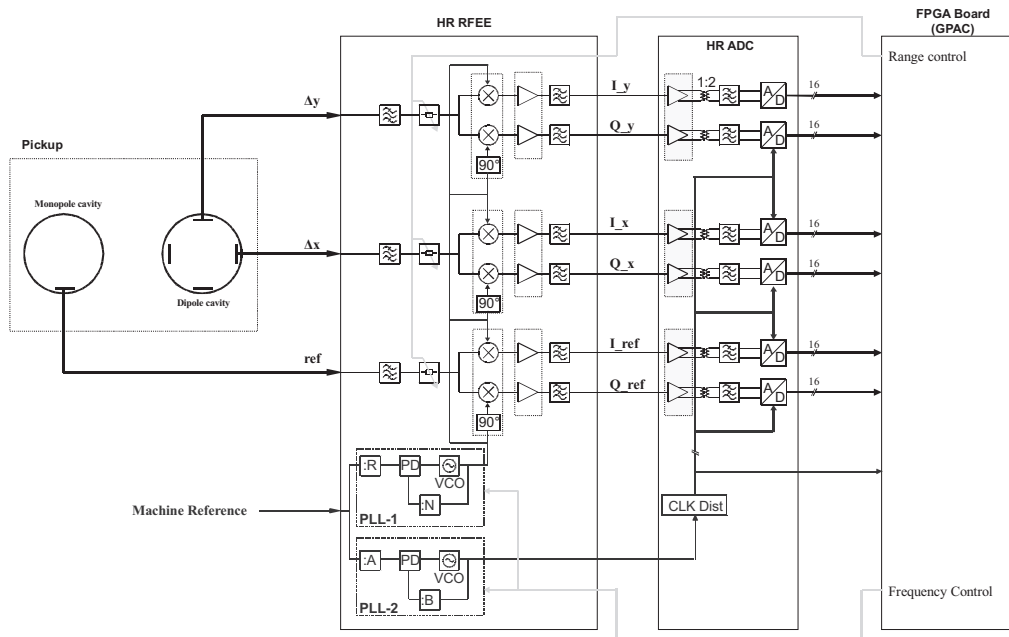 HR RFEE
FPGA Board
(GPAC)
HR ADC
Range control
Δy
I_y
1:2
A/D
16
Q_y
A/D
16
90°
Pickup
Monopole cavity
Dipole cavity
Δx
I_x
A/D
16
Q_x
A/D
16
90°
ref
I_ref
A/D
16
Q_ref
A/D
16
90°
:R
PD
VCO
:N
PLL-1
Machine Reference
CLK Dist
:A
PD
VCO
:B
PLL-2
Frequency Control